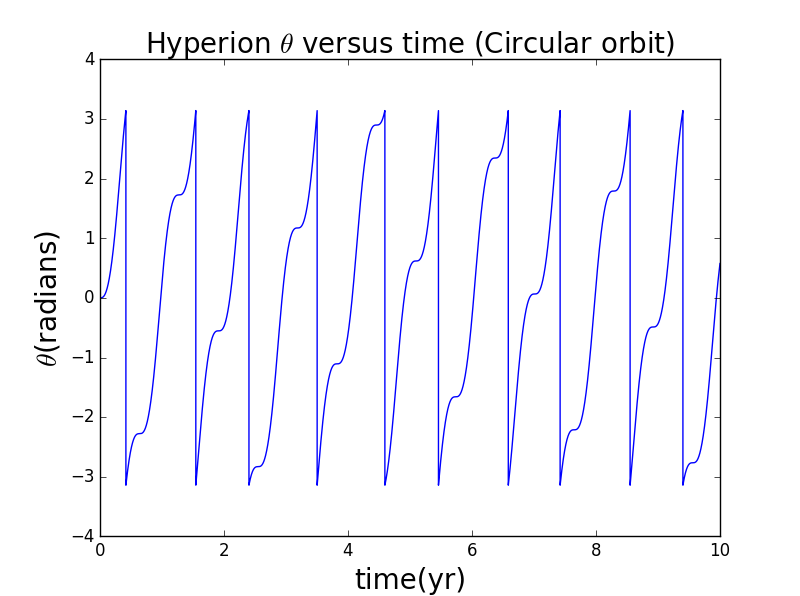 Hyperion θ versus time (Circular orbit)
4
3
2
1
0
−1
−2
−3
−4
θ(radians)
0 2 4 6 8 10
time(yr)